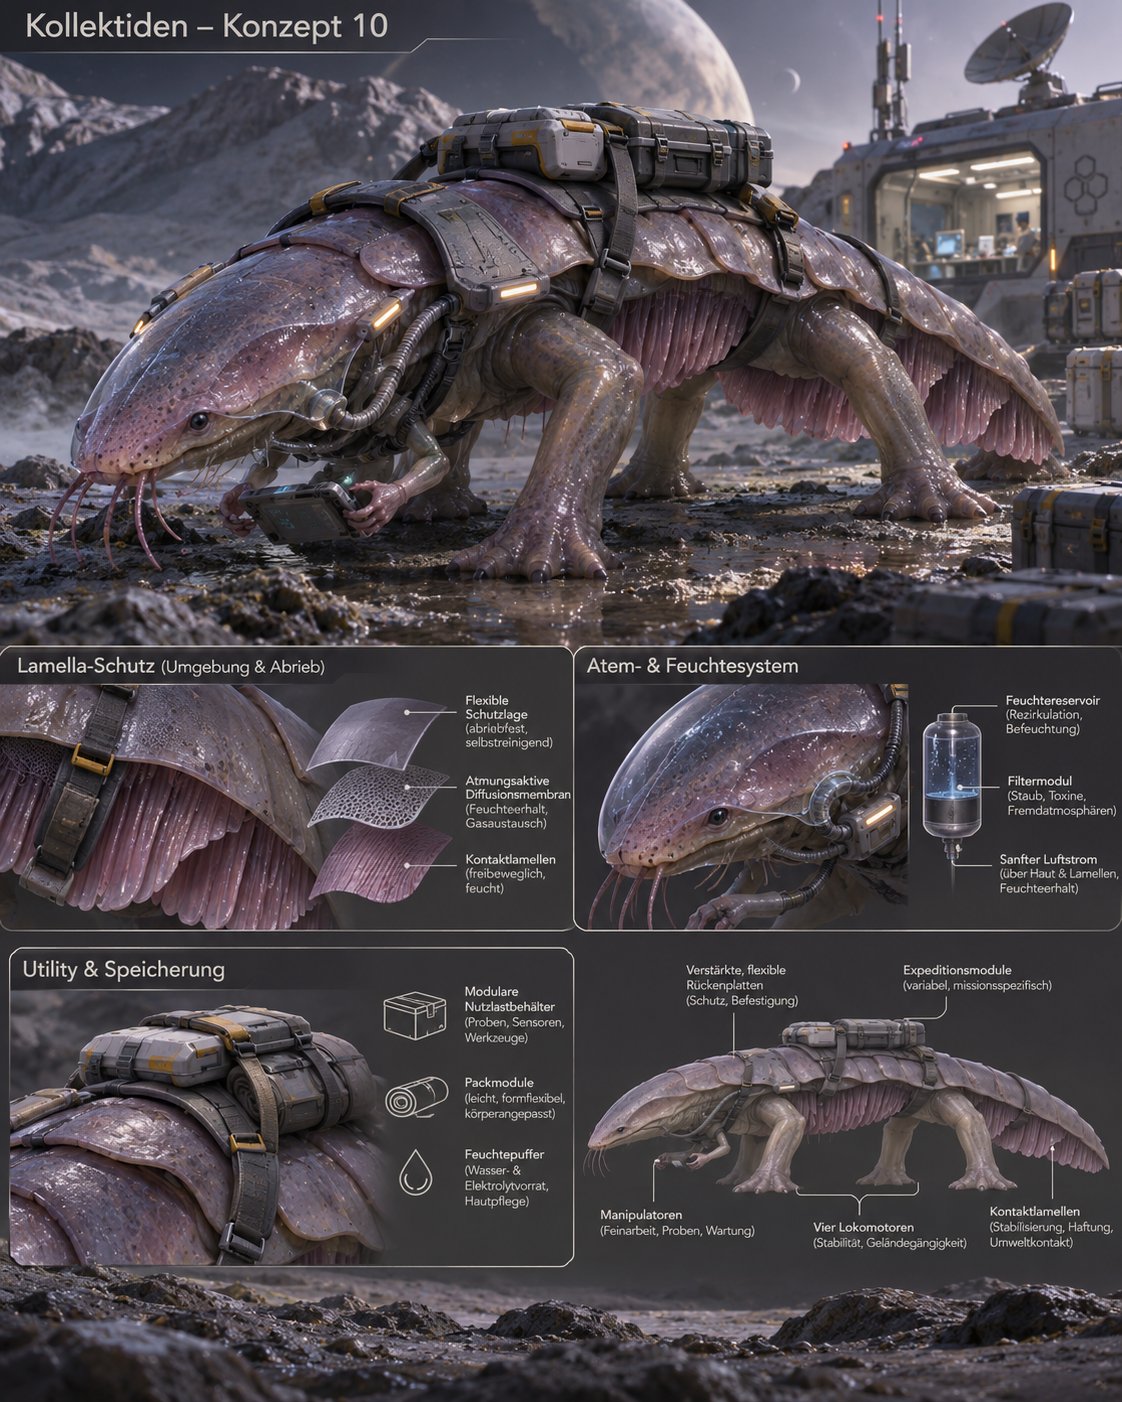 Kollektiden – Konzept 10
Lamella-Schutz (Umgebung & Abrieb)
Flexible
Schutzlage
(abriebfest,
selbstreinigend)
Atmungsaktive
Diffusionsmembran
(Feuchteerhalt,
Gasaustausch)
Kontaktlamellen
(freibeweglich,
feucht)
Atem- & Feuchtesystem
Feuchtereservoir
(Rezirkulation,
Befeuchtung)
Filtermodul
(Staub, Toxine,
Fremdatmosphären)
Sanfter Luftstrom
(über Haut & Lamellen,
Feuchteerhalt)
Utility & Speicherung
Modulare
Nutzlastbehälter
(Proben, Sensoren,
Werkzeuge)
Packmodule
(leicht, formflexibel,
körperangepasst)
Feuchtepuffer
(Wasser- &
Elektrolytvorrat,
Hautpflege)
Verstärkte, flexible
Rückenplatten
(Schutz, Befestigung)
Expeditionsmodule
(variabel, missionsspezifisch)
Manipulatoren
(Feinarbeit, Proben, Wartung)
Vier Lokomotoren
(Stabilität, Geländegängigkeit)
Kontaktlamellen
(Stabilisierung, Haftung,
Umweltkontakt)